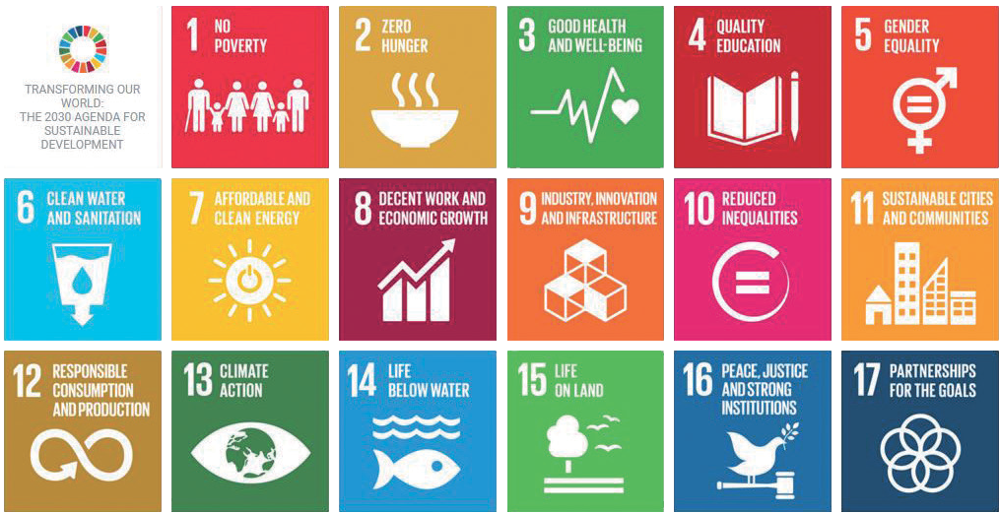 TRANSFORMING OUR
WORLD:
THE 2030 AGENDA FOR
SUSTAINABLE
DEVELOPMENT
1 NO
POVERTY
2 ZERO
HUNGER
3 GOOD HEALTH
AND WELL-BEING
4 QUALITY
EDUCATION
5 GENDER
EQUALITY
6 CLEAN WATER
AND SANITATION
7 AFFORDABLE AND
CLEAN ENERGY
8 DECENT WORK AND
ECONOMIC GROWTH
9 INDUSTRY, INNOVATION
AND INFRASTRUCTURE
10 REDUCED
INEQUALITIES
11 SUSTAINABLE CITIES
AND COMMUNITIES
12 RESPONSIBLE
CONSUMPTION
AND PRODUCTION
13 CLIMATE
ACTION
14 LIFE
BELOW WATER
15 LIFE
ON LAND
16 PEACE, JUSTICE
AND STRONG
INSTITUTIONS
17 PARTNERSHIPS
FOR THE GOALS